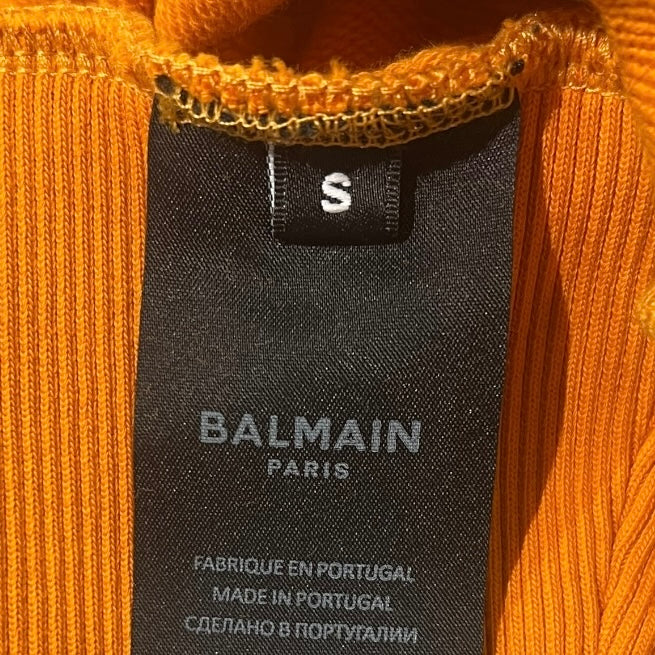 S
BALMAIN
PARIS
FABRIQUE EN PORTUGAL
MADE IN PORTUGAL
СДЕЛАНО В ПОРТУГАЛИИ